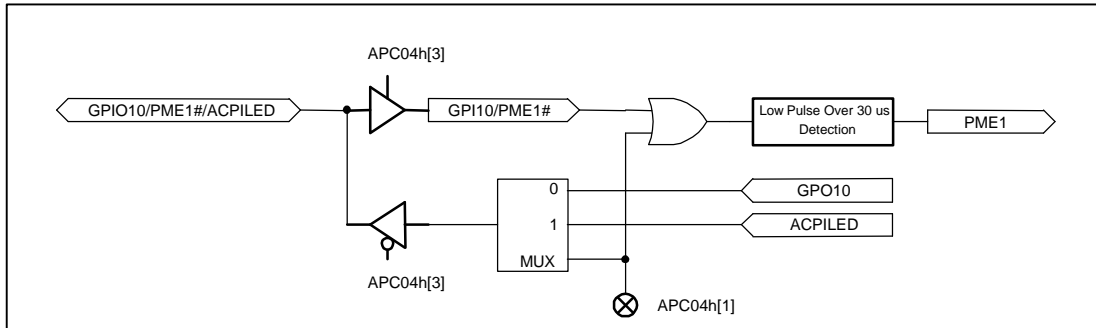 APC04h[3]
GPIO10/PME1#/ACPILED
GPI10/PME1#
Low Pulse Over 30 us
Detection
PME1
0
GPO10
1
ACPILED
MUX
APC04h[3]
APC04h[1]